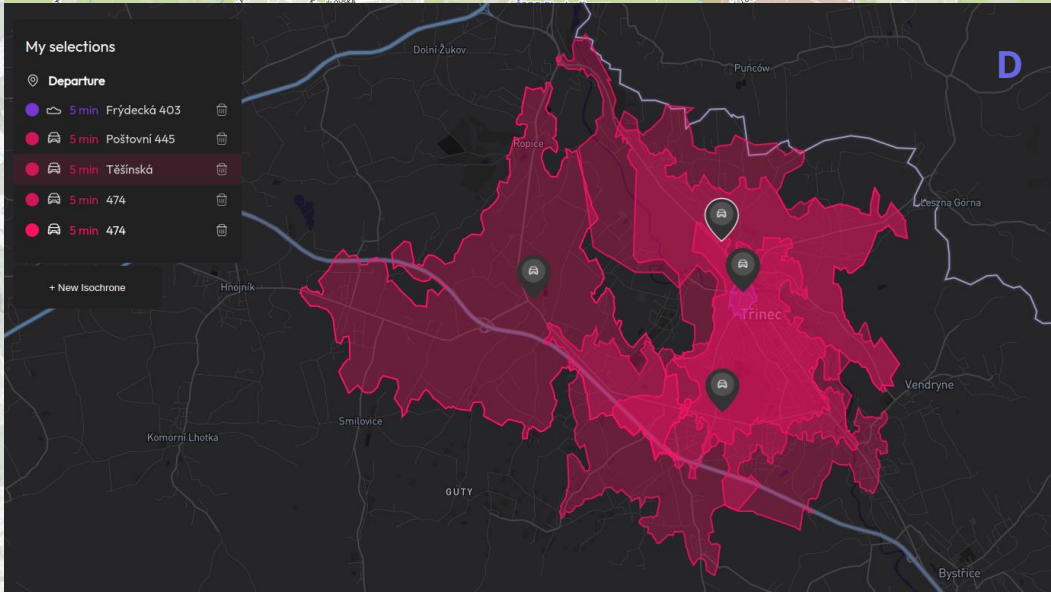 My selections
Departure
5 min Frýdecká 403
5 min Poštovní 445
5 min Těšínská
5 min 474
5 min 474
+ New Isochrone
D
Dolní Žukov
Puńców
Ropice
Leszna Górna
Hnojník
Třinec
Vendryne
Smilovice
Komorní Lhotka
GUTY
Bystřice